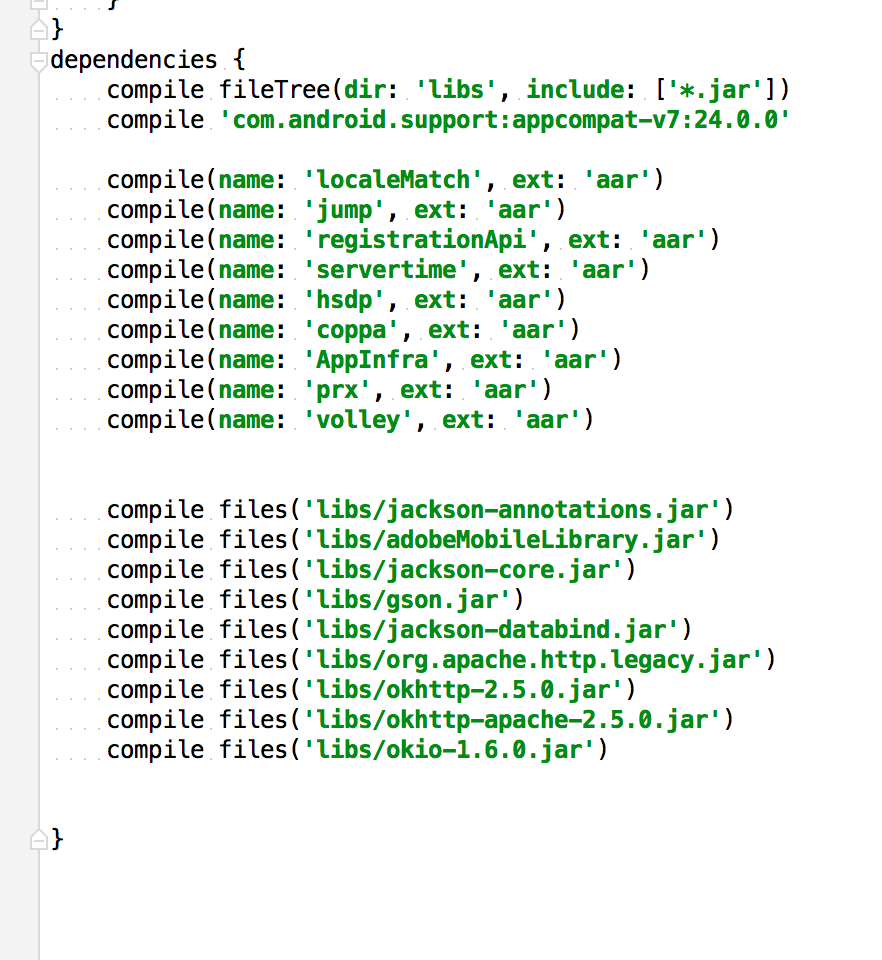 }
}
dependencies {
    compile fileTree(dir: 'libs', include: ['*.jar'])
    compile 'com.android.support:appcompat-v7:24.0.0'

    compile(name: 'localeMatch', ext: 'aar')
    compile(name: 'jump', ext: 'aar')
    compile(name: 'registrationApi', ext: 'aar')
    compile(name: 'servertime', ext: 'aar')
    compile(name: 'hsdp', ext: 'aar')
    compile(name: 'coppa', ext: 'aar')
    compile(name: 'AppInfra', ext: 'aar')
    compile(name: 'prx', ext: 'aar')
    compile(name: 'volley', ext: 'aar')

    compile files('libs/jackson-annotations.jar')
    compile files('libs/adobeMobileLibrary.jar')
    compile files('libs/jackson-core.jar')
    compile files('libs/gson.jar')
    compile files('libs/jackson-databind.jar')
    compile files('libs/org.apache.http.legacy.jar')
    compile files('libs/okhttp-2.5.0.jar')
    compile files('libs/okhttp-apache-2.5.0.jar')
    compile files('libs/okio-1.6.0.jar')

}